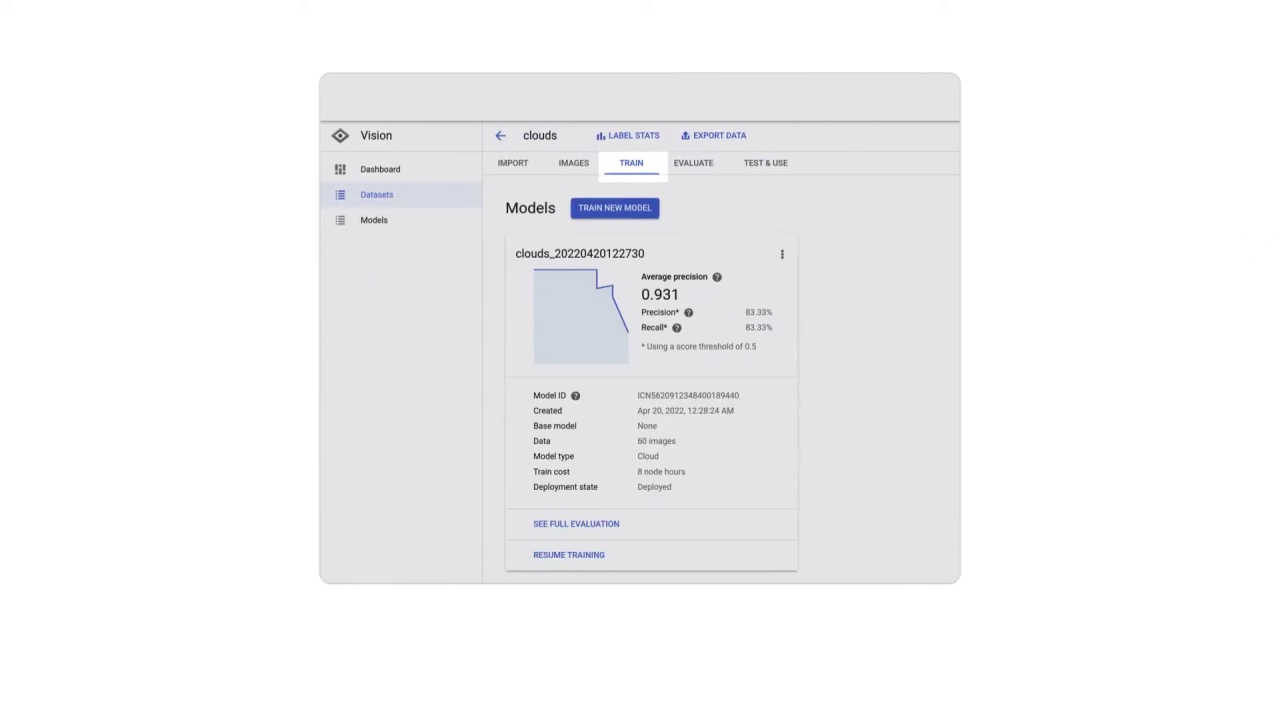 Vision
clouds
LABEL STATS
EXPORT DATA
IMPORT
IMAGES
TRAIN
EVALUATE
TEST & USE
Dashboard
Datasets
Models
Models
TRAIN NEW MODEL
clouds_20220420122730
Average precision
0.931
Precision* 83.33%
Recall* 83.33%
* Using a score threshold of 0.5
Model ID ICN5620912348400189440
Created Apr 20, 2022, 12:28:24 AM
Base model None
Data 60 images
Model type Cloud
Train cost 8 node hours
Deployment state Deployed
SEE FULL EVALUATION
RESUME TRAINING